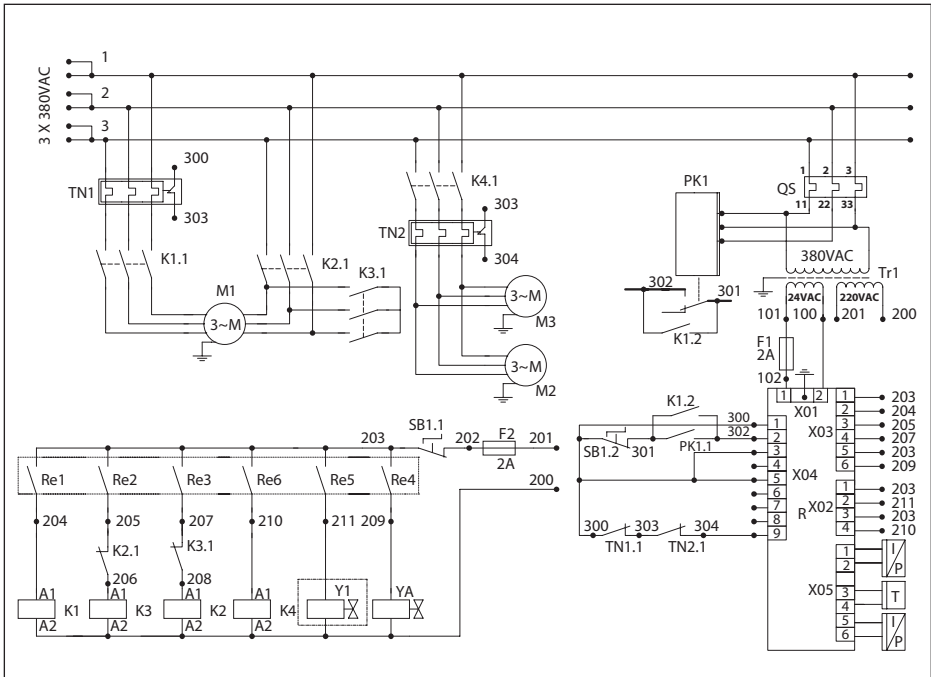 3 X 380VAC
1
2
3
300
TN1
303
K1.1
M1
3~M
K2.1
K3.1
K4.1
303
TN2
304
3~M
M3
3~M
M2
PK1
302
301
K1.2
1 2 3
QS
11 22 33
380VAC
Tr1
24VAC
220VAC
101 100 201 200
F1
2A
102
1 2
X01
1 203
2 204
X03 3 205
4 207
5 203
6 209
X02 1 203
2 211
R 3 203
4 210
1
2
I/P
X05 3
4
T
5
6
I/P
K1.2
300 1
302 2
SB1.2 301 PK1.1
3
4
X04
5
6
7
8
300 303 304 9
TN1.1 TN2.1
SB1.1
203 202 F2 201
2A
200
Re1 Re2 Re3 Re6 Re5 Re4
204 205 207 210 211 209
K2.1 K3.1
206 208
A1 A1 A1 A1 Y1 YA
K1 K3 K2 K4
A2 A2 A2 A2